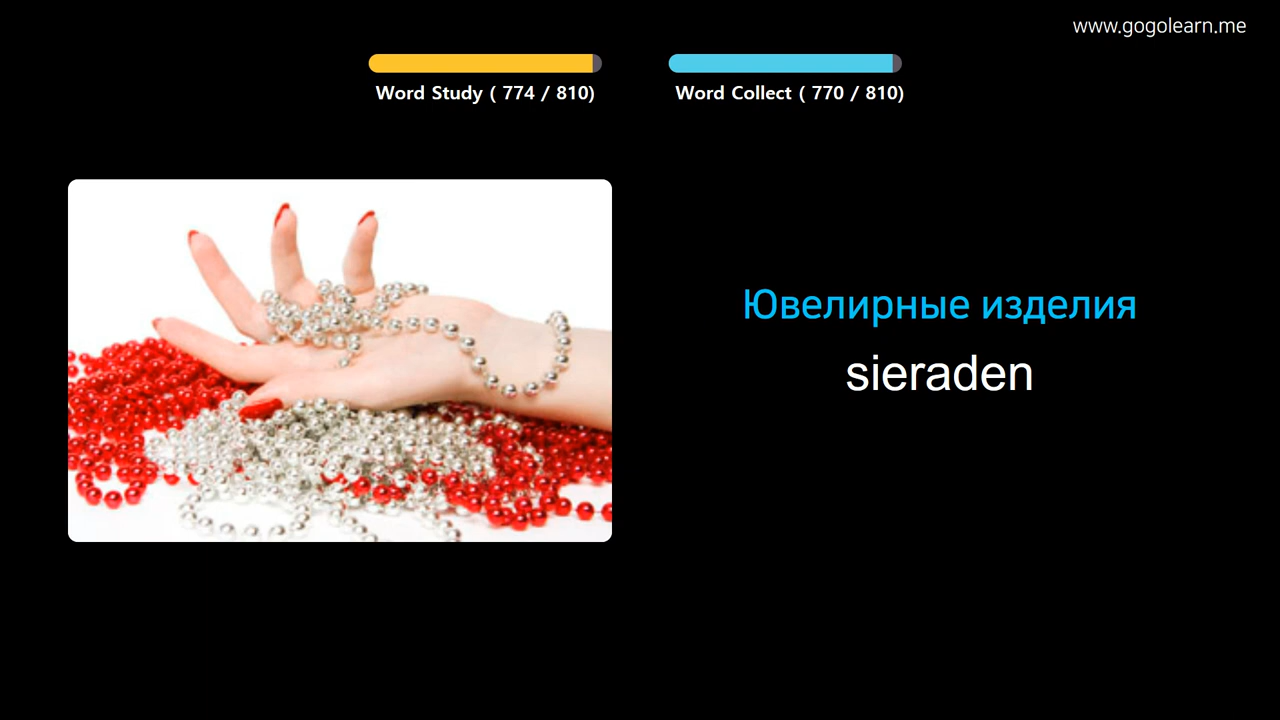 www.gogolearn.me
Word Study ( 774 / 810)
Word Collect ( 770 / 810)
Ювелирные изделия
sieraden